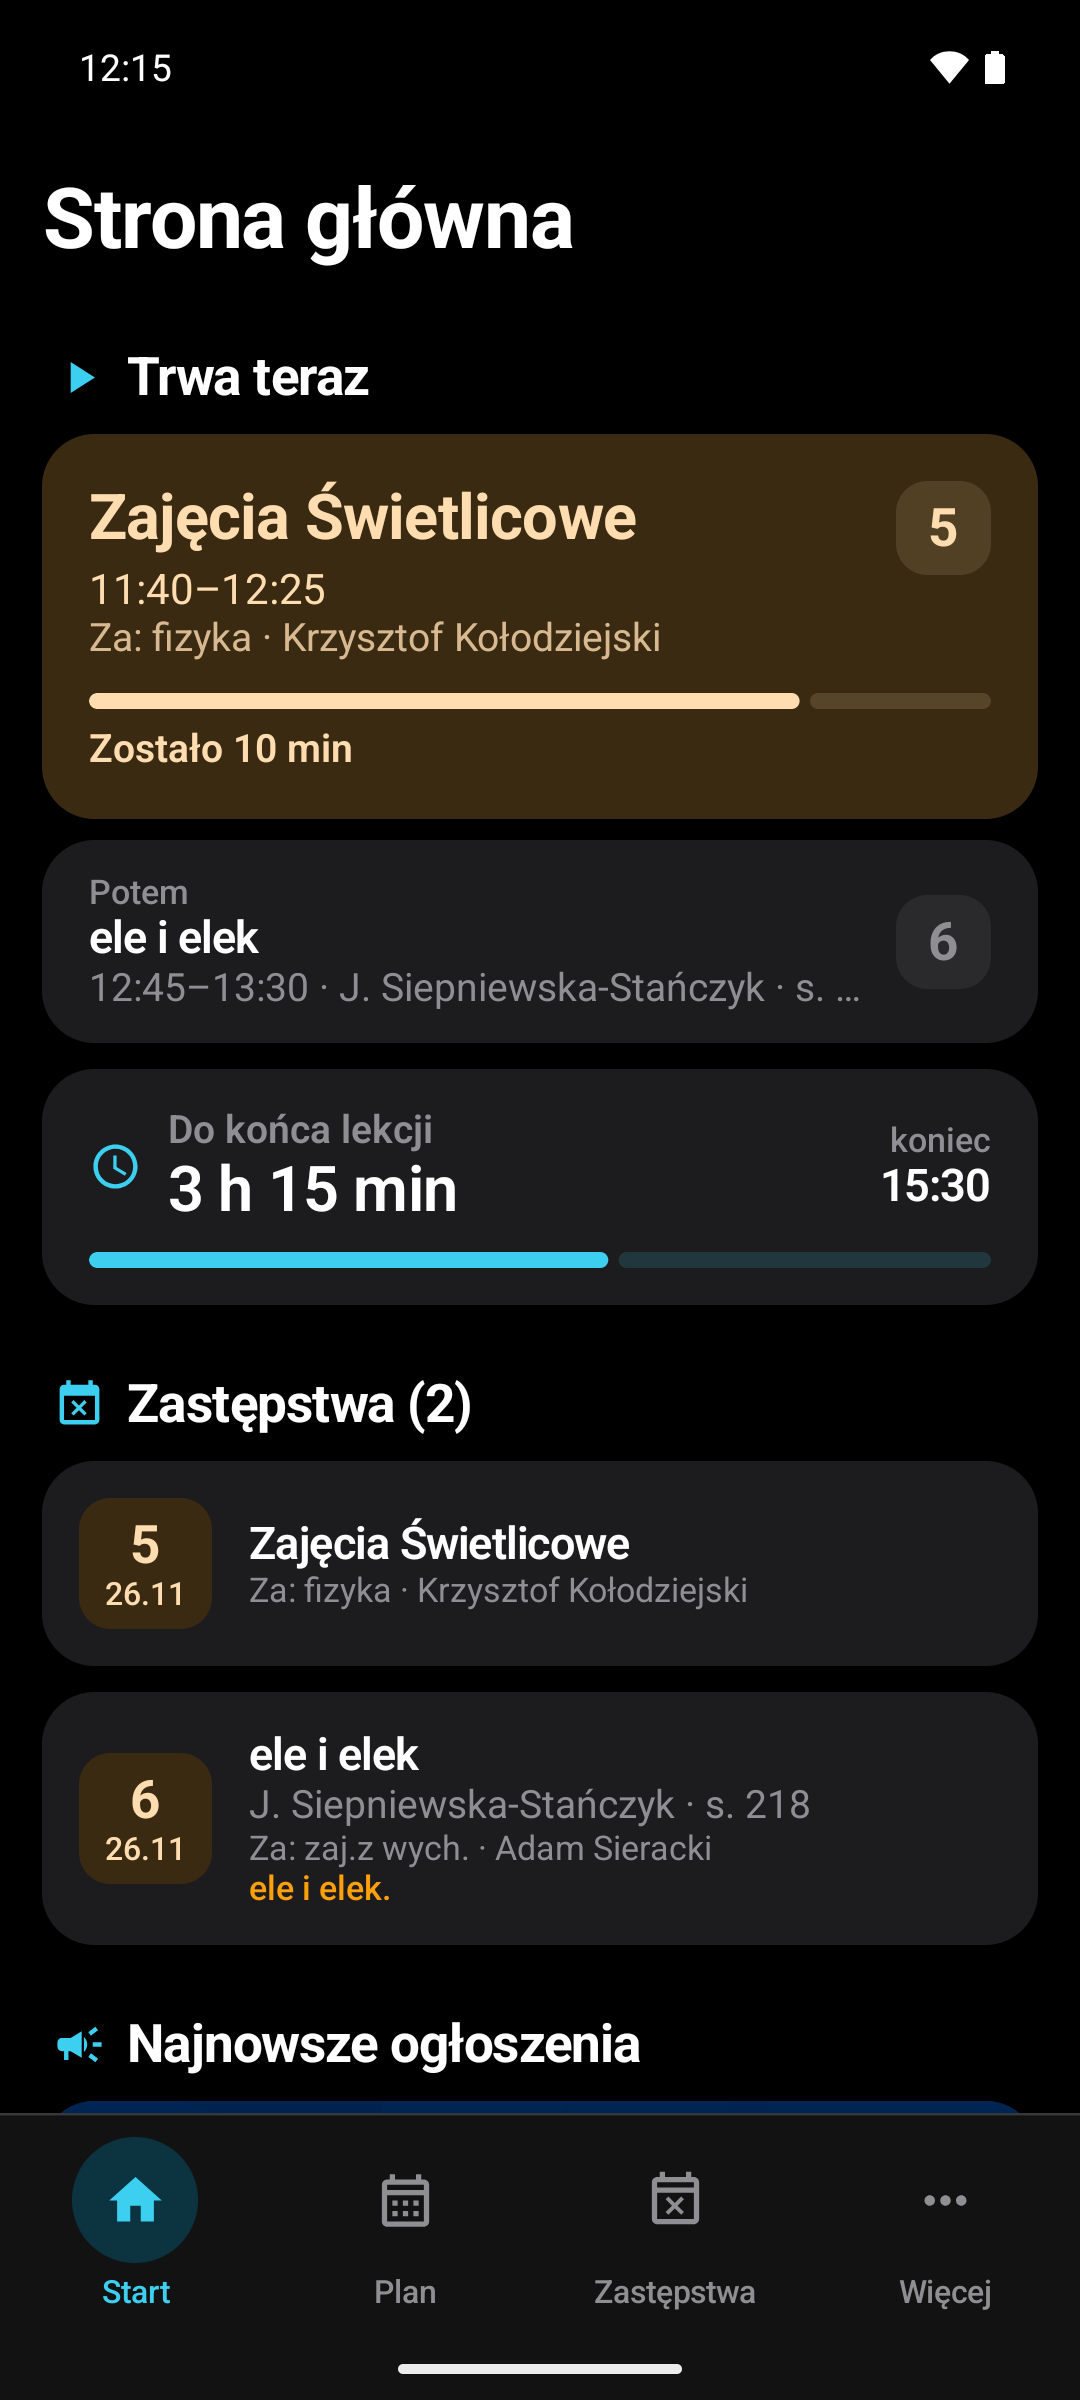 12:15
Strona główna
Trwa teraz
Zajęcia Świetlicowe
5
11:40–12:25
Za: fizyka · Krzysztof Kołodziejski
Zostało 10 min
Potem
ele i elek
6
12:45–13:30 · J. Siepniewska-Stańczyk · s. …
Do końca lekcji
3 h 15 min
koniec
15:30
Zastępstwa (2)
5
26.11
Zajęcia Świetlicowe
Za: fizyka · Krzysztof Kołodziejski
6
26.11
ele i elek
J. Siepniewska-Stańczyk · s. 218
Za: zaj.z wych. · Adam Sieracki
ele i elek.
Najnowsze ogłoszenia
Start
Plan
Zastępstwa
Więcej